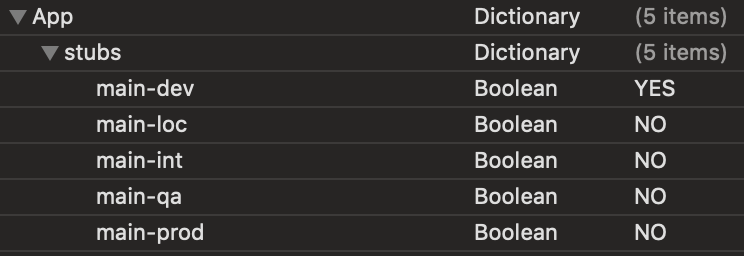 App Dictionary (5 items)
stubs Dictionary (5 items)
main-dev Boolean YES
main-loc Boolean NO
main-int Boolean NO
main-qa Boolean NO
main-prod Boolean NO